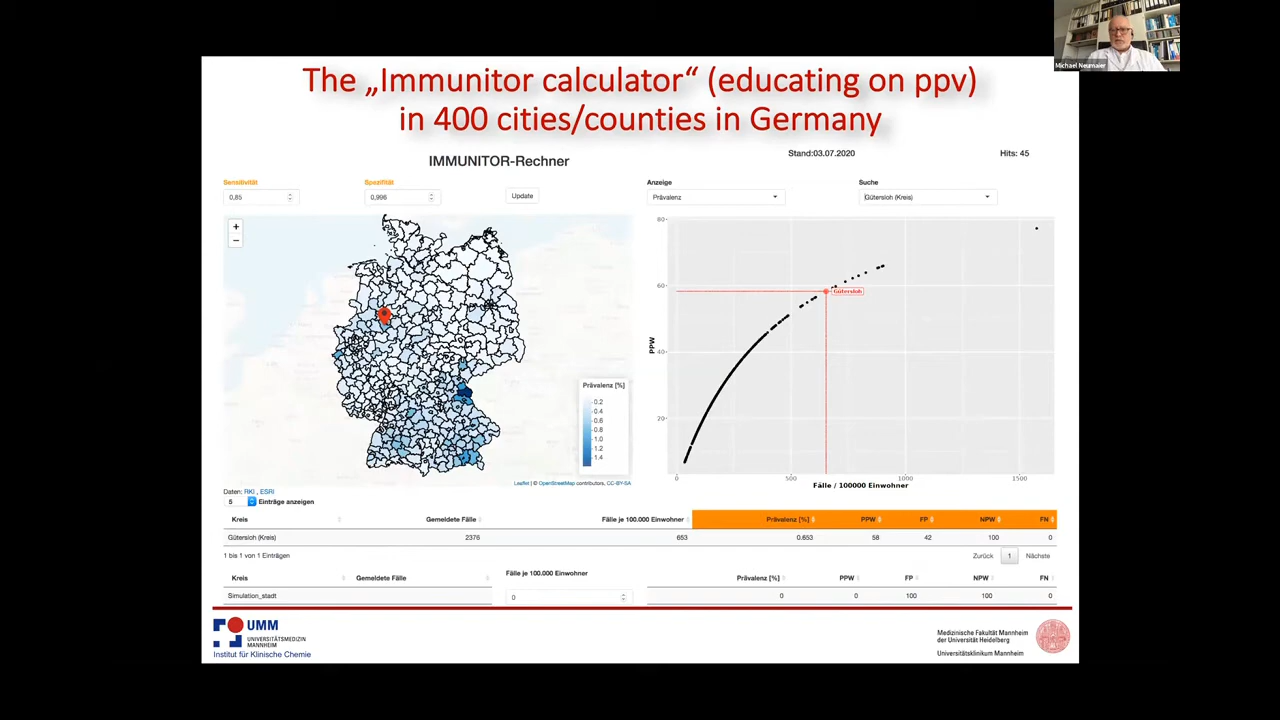 Michael Neumaier
The „Immunitor calculator“ (educating on ppv)
in 400 cities/counties in Germany
IMMUNITOR-Rechner
Stand:03.07.2020
Hits: 45
Sensitivität
Spezifität
Anzeige
Suche
0,85
0,996
Update
Prävalenz
Gütersloh (Kreis)
+
−
Prävalenz [%]
0.2
0.4
0.6
0.8
1.0
1.2
1.4
Leaflet | © OpenStreetMap contributors, CC-BY-SA
80
60
40
20
PPW
Gütersloh
0
500
1000
1500
Fälle / 100000 Einwohner
Daten: RKI , ESRI
5 Einträge anzeigen
Kreis Gemeldete Fälle Fälle je 100.000 Einwohner Prävalenz [%] PPW FP NPW FN
Gütersloh (Kreis) 2376 653 0.653 58 42 100 0
1 bis 1 von 1 Einträgen
Zurück 1 Nächste
Kreis Gemeldete Fälle Fälle je 100.000 Einwohner Prävalenz [%] PPW FP NPW FN
Simulation_stadt 0 0 0 100 100 0
UMM
UNIVERSITÄTSMEDIZIN
MANNHEIM
Institut für Klinische Chemie
Medizinische Fakultät Mannheim
der Universität Heidelberg
Universitätsklinikum Mannheim